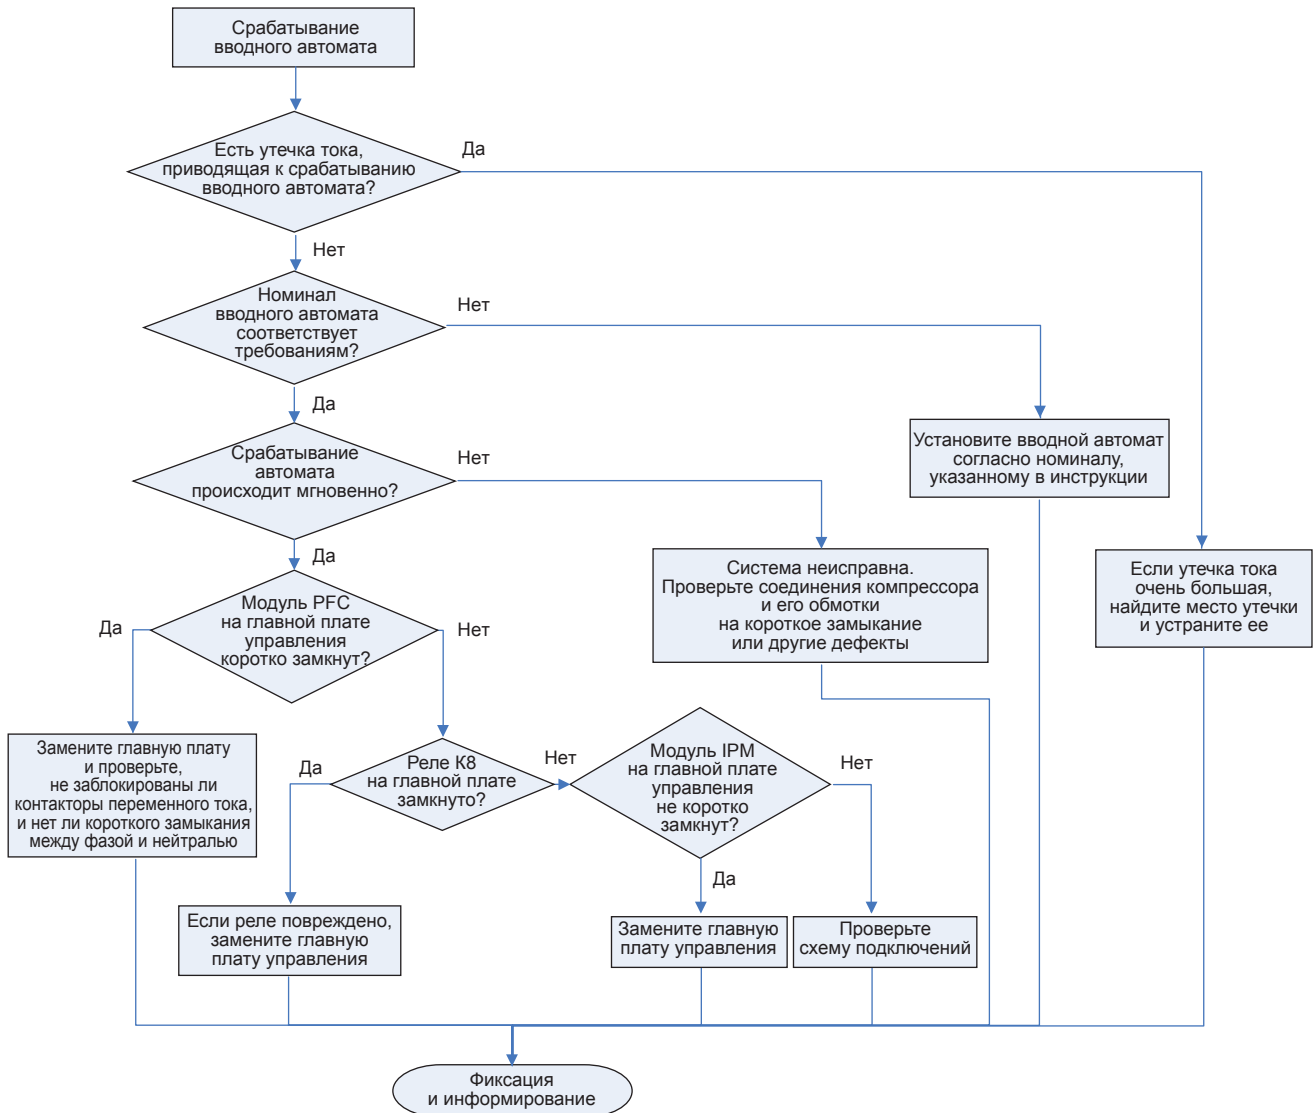 Срабатывание
вводного автомата
Есть утечка тока,
приводящая к срабатыванию
вводного автомата?
Да
Нет
Номинал
вводного автомата
соответствует
требованиям?
Нет
Да
Установите вводной автомат
согласно номиналу,
указанному в инструкции
Срабатывание
автомата
происходит мгновенно?
Нет
Да
Система неисправна.
Проверьте соединения компрессора
и его обмотки
на короткое замыкание
или другие дефекты
Если утечка тока
очень большая,
найдите место утечки
и устраните ее
Модуль PFC
на главной плате
управления
коротко замкнут?
Да
Нет
Замените главную плату
и проверьте,
не заблокированы ли
контакторы переменного тока,
и нет ли короткого замыкания
между фазой и нейтралью
Реле К8
на главной плате
замкнуто?
Да
Нет
Модуль IPM
на главной плате
управления
не коротко
замкнут?
Нет
Да
Если реле повреждено,
замените главную
плату управления
Замените главную
плату управления
Проверьте
схему подключений
Фиксация
и информирование